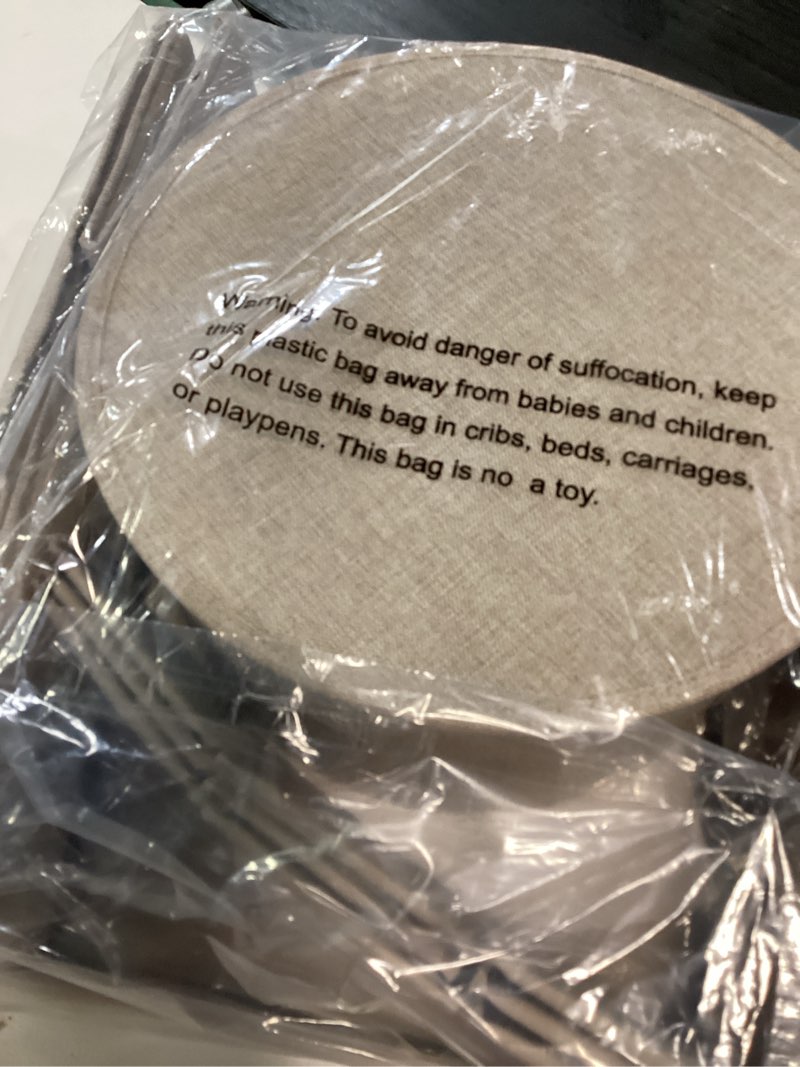 Warning: To avoid danger of suffocation, keep
this plastic bag away from babies and children.
Do not use this bag in cribs, beds, carriages,
or playpens. This bag is no a toy.